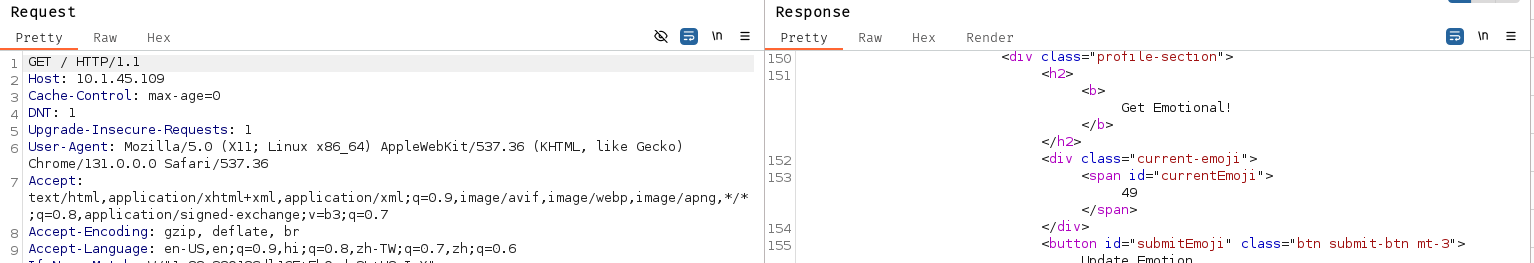 Request
Pretty Raw Hex
\n
1 GET / HTTP/1.1
2 Host: 10.1.45.109
3 Cache-Control: max-age=0
4 DNT: 1
5 Upgrade-Insecure-Requests: 1
6 User-Agent: Mozilla/5.0 (X11; Linux x86_64) AppleWebKit/537.36 (KHTML, like Gecko)
Chrome/131.0.0.0 Safari/537.36
7 Accept:
text/html,application/xhtml+xml,application/xml;q=0.9,image/avif,image/webp,image/apng,*/*
;q=0.8,application/signed-exchange;v=b3;q=0.7
8 Accept-Encoding: gzip, deflate, br
9 Accept-Language: en-US,en;q=0.9,hi;q=0.8,zh-TW;q=0.7,zh;q=0.6
Response
Pretty Raw Hex Render
\n
150 <div class="profile-section">
151 <h2>
<b>
Get Emotional!
</b>
</h2>
152 <div class="current-emoji">
153 <span id="currentEmoji">
49
</span>
154 </div>
155 <button id="submitEmoji" class="btn submit-btn mt-3">
Update Emotion